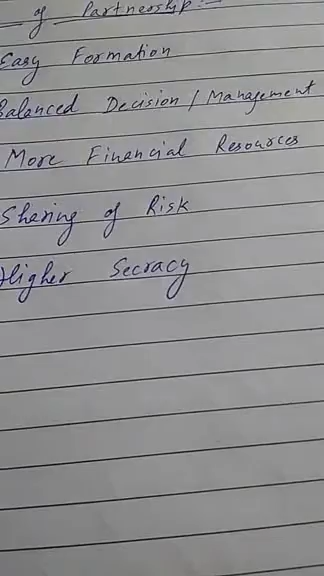 of Partnership:-
Easy Formation
Balanced Decision / Management
More Financial Resources
Sharing of Risk
Higher Secracy